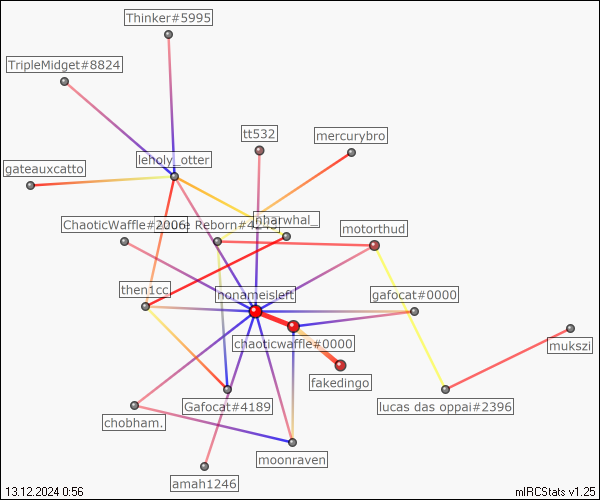 Thinker#5995
TripleMidget#8824
tt532
mercurybro
leholy_otter
gateauxcatto
nharwhal_
ChaoticWaffle#2006
Reborn#4245
motorthud
then1cc
nonameisleft
gafocat#0000
chaoticwaffle#0000
mukszi
fakedingo
Gafocat#4189
lucas das oppai#2396
chobham.
moonraven
amah1246
13.12.2024 0:56
mIRCStats v1.25